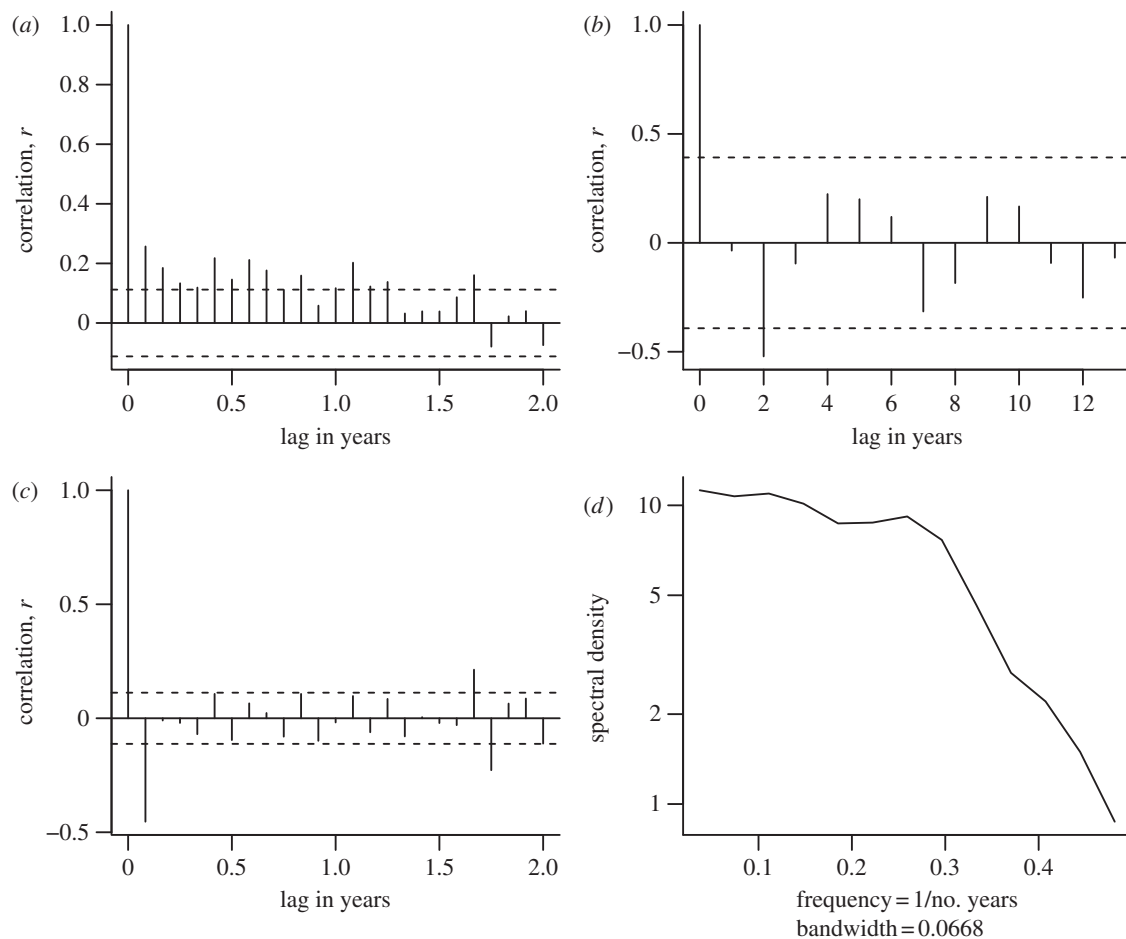 (a)
1.0
0.8
0.6
0.4
0.2
0
correlation, r
0 0.5 1.0 1.5 2.0
lag in years
(b)
1.0
0.5
0
−0.5
correlation, r
0 2 4 6 8 10 12
lag in years
(c)
1.0
0.5
0
−0.5
correlation, r
0 0.5 1.0 1.5 2.0
lag in years
(d)
10
5
2
1
spectral density
0.1 0.2 0.3 0.4
frequency = 1/no. years
bandwidth = 0.0668